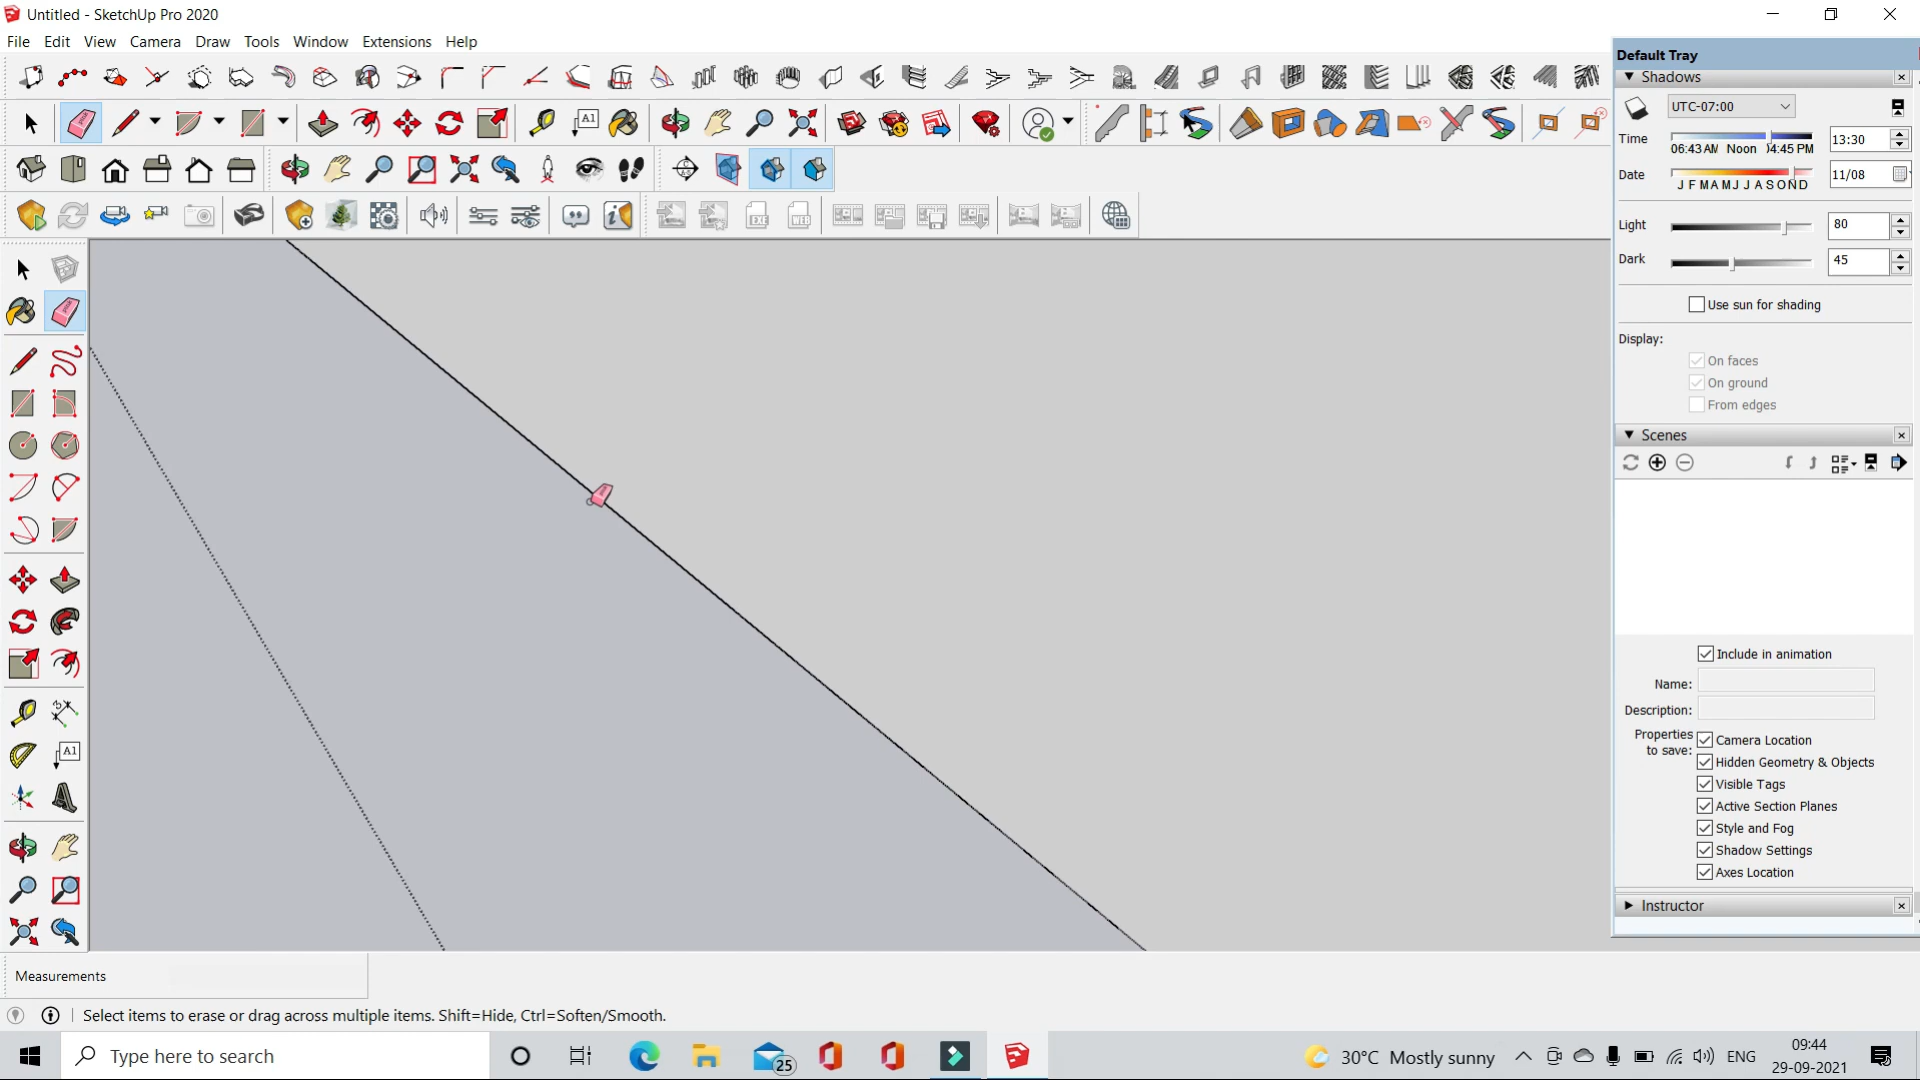 Untitled - SketchUp Pro 2020
File Edit View Camera Draw Tools Window Extensions Help
Default Tray
Shadows
UTC-07:00
Time
06:43 AM Noon 04:45 PM
13:30
Date
J F M A M J J A S O N D
11/08
Light
80
Dark
45
Use sun for shading
Display:
On faces
On ground
From edges
Scenes
Include in animation
Name:
Description:
Properties
to save:
Camera Location
Hidden Geometry & Objects
Visible Tags
Active Section Planes
Style and Fog
Shadow Settings
Axes Location
Instructor
Measurements
Select items to erase or drag across multiple items. Shift=Hide, Ctrl=Soften/Smooth.
Type here to search
25
30°C Mostly sunny
ENG
09:44
29-09-2021